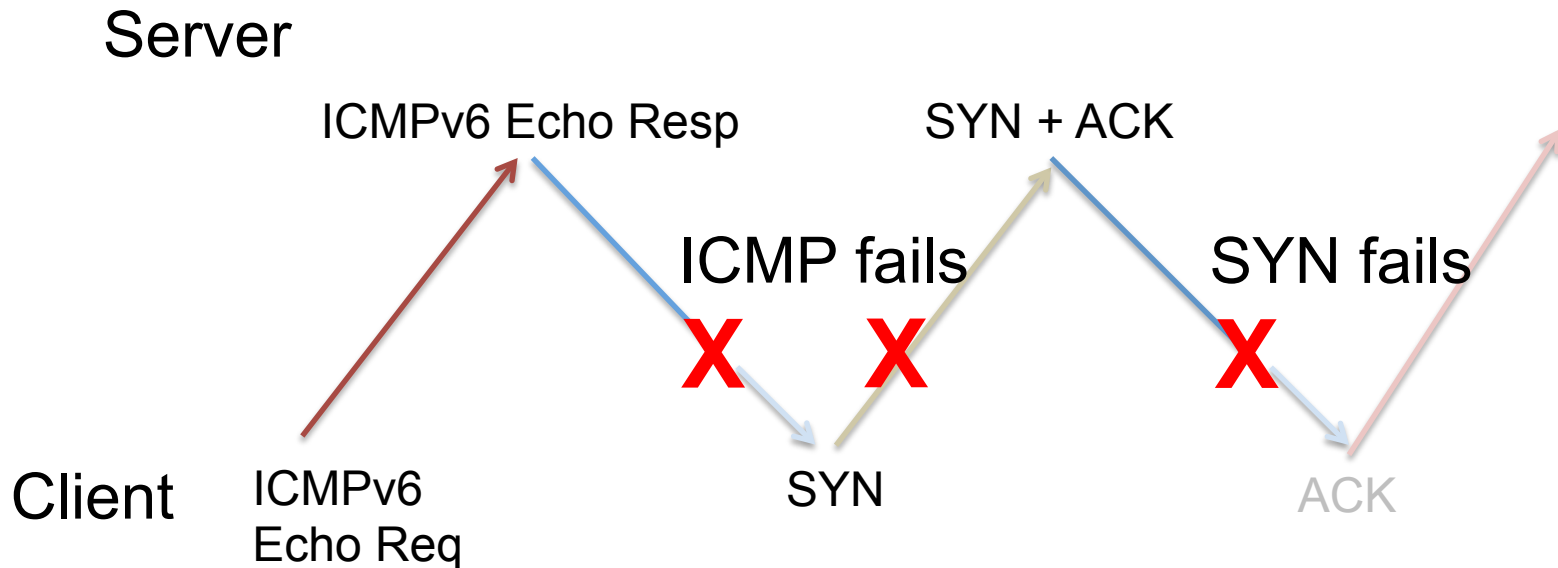 Server
ICMPv6 Echo Resp
SYN + ACK
ICMP fails
SYN fails
X
X
X
Client
ICMPv6
Echo Req
SYN
ACK